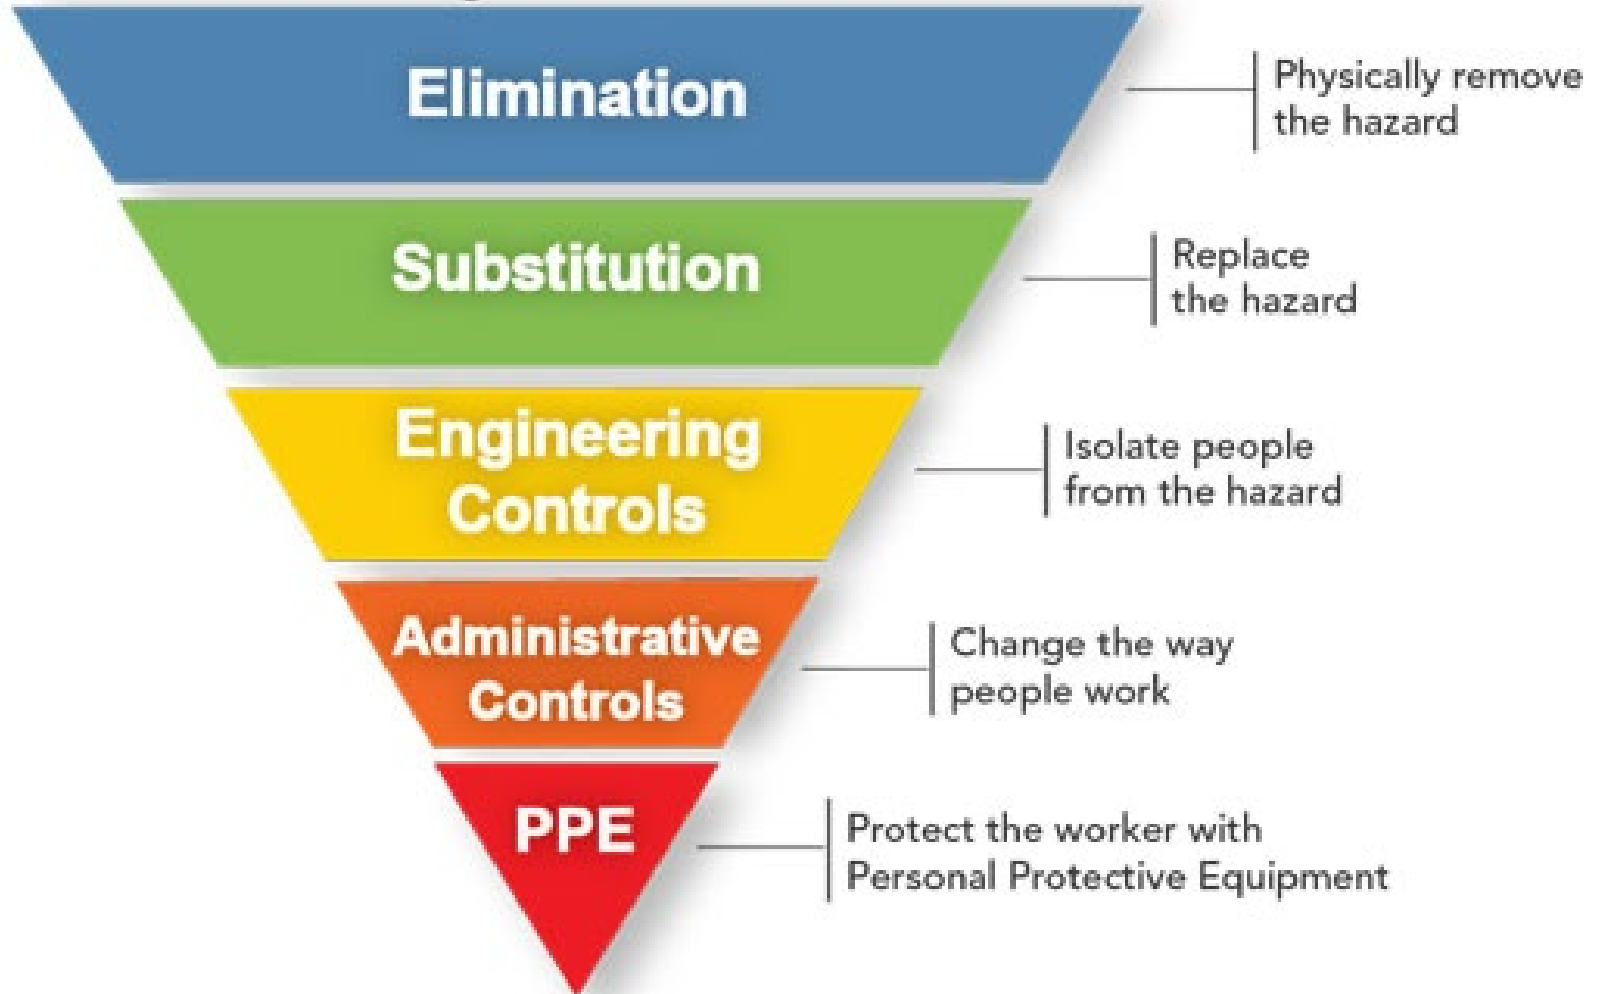 Elimination
Physically remove
the hazard
Substitution
Replace
the hazard
Engineering
Controls
Isolate people
from the hazard
Administrative
Controls
Change the way
people work
PPE
Protect the worker with
Personal Protective Equipment